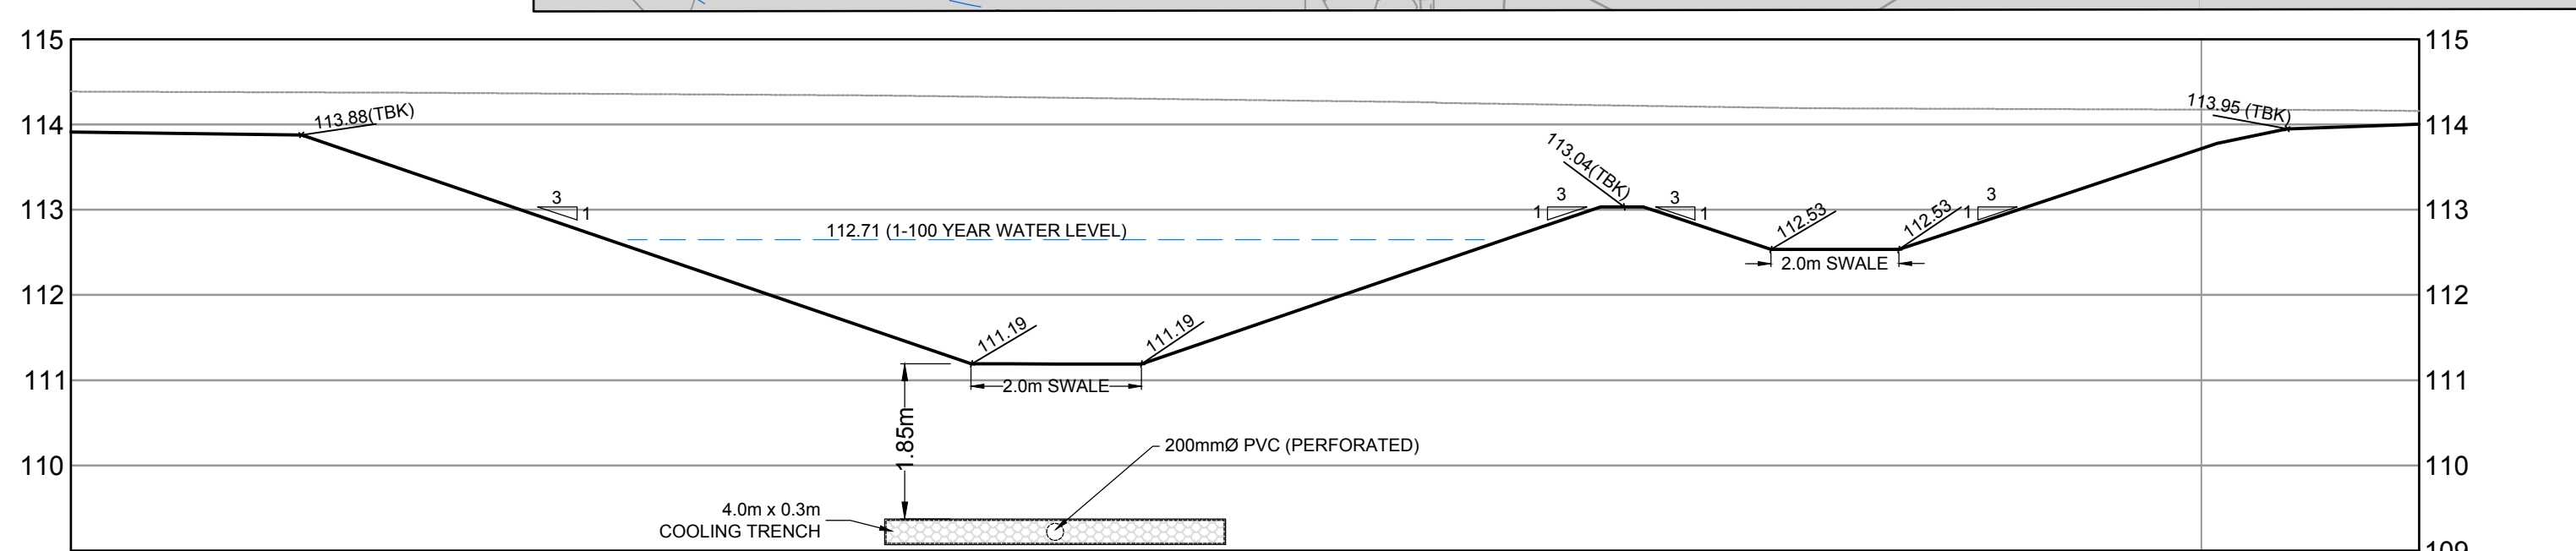 115
115
114
113.88(TBK)
113.95 (TBK)
114
113.04(TBK)
113
3
1
3
1
3
1
3
1
113
112.71 (1-100 YEAR WATER LEVEL)
112.53
112.53
2.0m SWALE
112
112
111.19
111.19
111
2.0m SWALE
111
1.85m
200mmØ PVC (PERFORATED)
110
110
4.0m x 0.3m
COOLING TRENCH
109